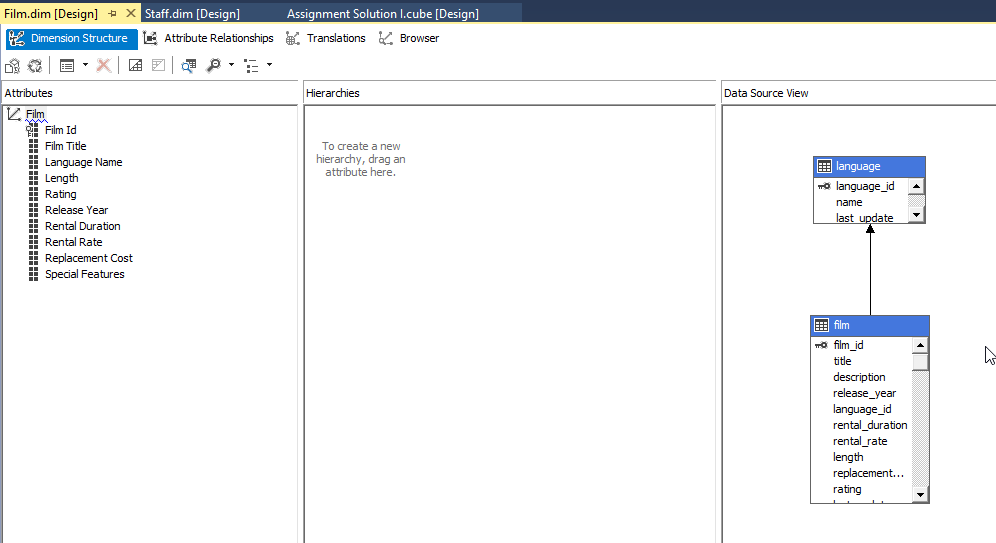 Film.dim [Design]
Staff.dim [Design]
Assignment Solution I.cube [Design]
Dimension Structure
Attribute Relationships
Translations
Browser
Attributes
Film
Film Id
Film Title
Language Name
Length
Rating
Release Year
Rental Duration
Rental Rate
Replacement Cost
Special Features
Hierarchies
To create a new
hierarchy, drag an
attribute here.
Data Source View
language
language_id
name
last_update
film
film_id
title
description
release_year
language_id
rental_duration
rental_rate
length
replacement...
rating